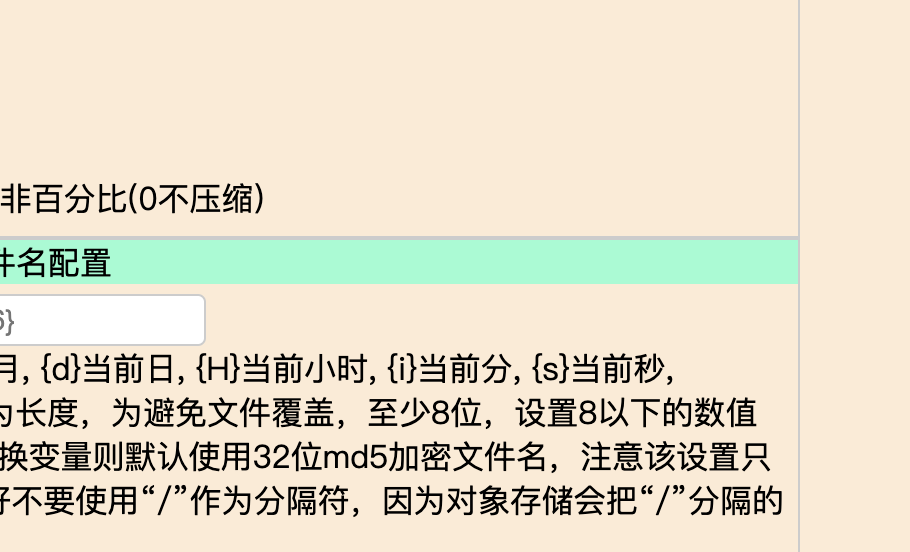 非百分比(0不压缩)
件名配置
6}
月, {d}当前日, {H}当前小时, {i}当前分, {s}当前秒,
为长度，为避免文件覆盖，至少8位，设置8以下的数值
换变量则默认使用32位md5加密文件名，注意该设置只
好不要使用“/”作为分隔符，因为对象存储会把“/”分隔的